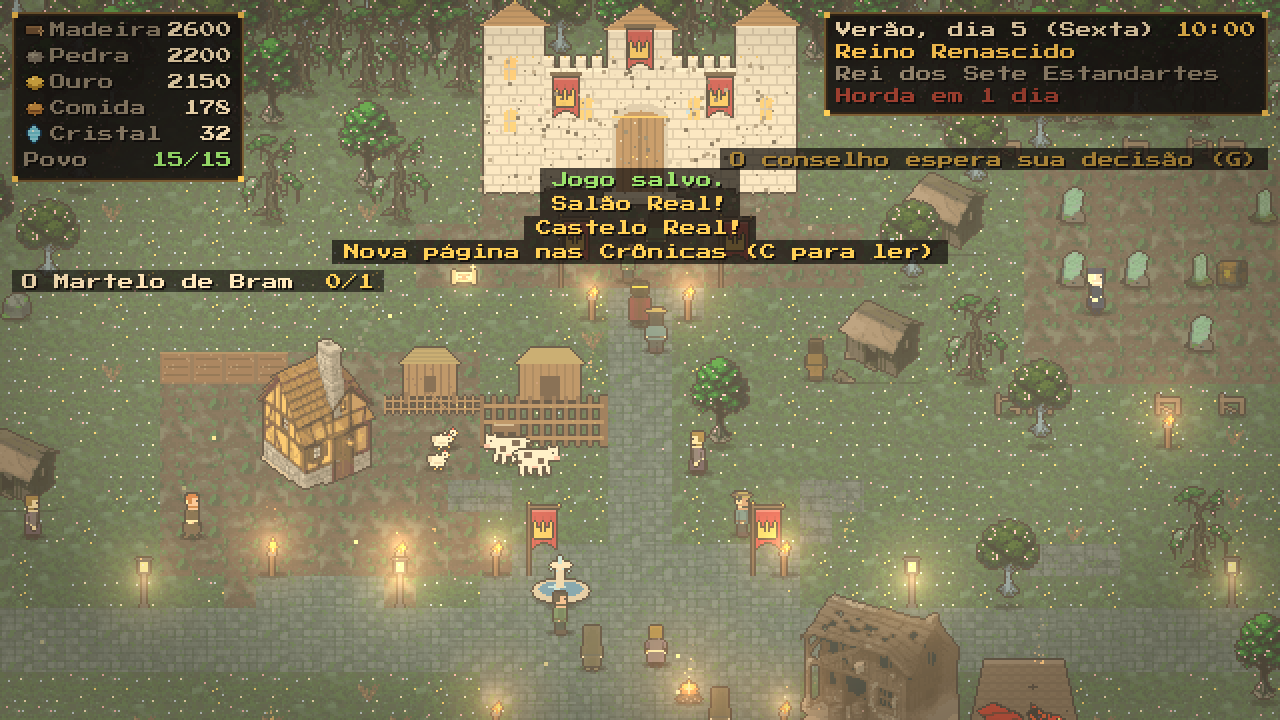 Madeira 2600
Pedra 2200
Ouro 2150
Comida 178
Cristal 32
Povo 15/15
Verão, dia 5 (Sexta) 10:00
Reino Renascido
Rei dos Sete Estandartes
Horda em 1 dia
O conselho espera sua decisão (G)
Jogo salvo.
Salão Real!
Castelo Real!
Nova página nas Crônicas (C para ler)
O Martelo de Bram 0/1